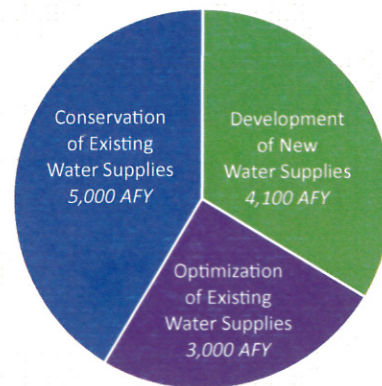 Conservation
of Existing
Water Supplies
5,000 AFY
Development
of New
Water Supplies
4,100 AFY
Optimization
of Existing
Water Supplies
3,000 AFY